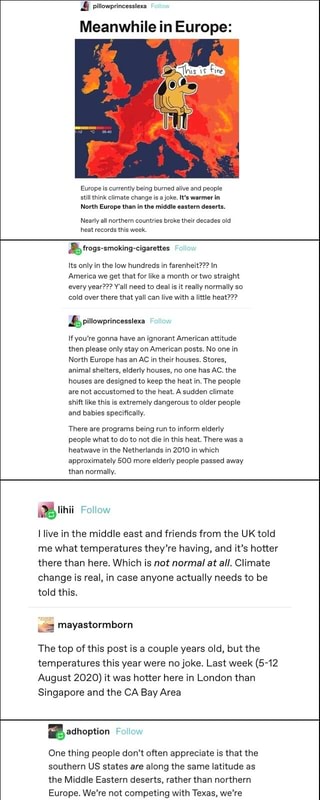 pillowprincesslexa Follow
Meanwhile in Europe:
This is fine
Europe is currently being burned alive and people
still think climate change is a joke. It's warmer in
North Europe than in the middle eastern deserts.
Nearly all northern countries broke their decades old
heat records this week.
frogs-smoking-cigarettes Follow
Its only in the low hundreds in farenheit??? In
America we get that for like a month or two straight
every year??? Y'all need to deal is it really normally so
cold over there that yall can live with a little heat???
pillowprincesslexa Follow
If you're gonna have an ignorant American attitude
then please only stay on American posts. No one in
North Europe has an AC in their houses. Stores,
animal shelters, elderly houses, no one has AC. the
houses are designed to keep the heat in. The people
are not accustomed to the heat. A sudden climate
shift like this is extremely dangerous to older people
and babies specifically.
There are programs being run to inform elderly
people what to do to not die in this heat. There was a
heatwave in the Netherlands in 2010 in which
approximately 500 more elderly people passed away
than normally.
lihii Follow
I live in the middle east and friends from the UK told
me what temperatures they're having, and it's hotter
there than here. Which is not normal at all. Climate
change is real, in case anyone actually needs to be
told this.
mayastormborn
The top of this post is a couple years old, but the
temperatures this year were no joke. Last week (5-12
August 2020) it was hotter here in London than
Singapore and the CA Bay Area
adhoption Follow
One thing people don't often appreciate is that the
southern US states are along the same latitude as
the Middle Eastern deserts, rather than northern
Europe. We're not competing with Texas, we're